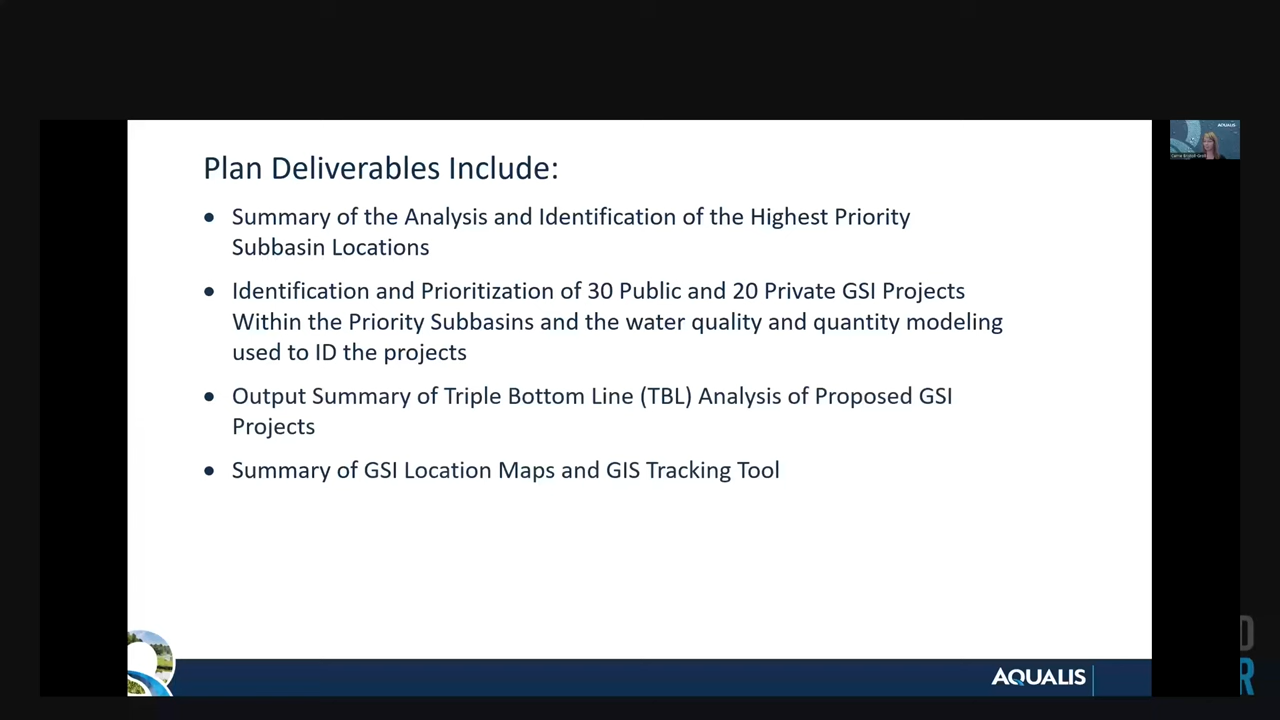 AQUALIS
Plan Deliverables Include:
• Summary of the Analysis and Identification of the Highest Priority
Subbasin Locations
• Identification and Prioritization of 30 Public and 20 Private GSI Projects
Within the Priority Subbasins and the water quality and quantity modeling
used to ID the projects
• Output Summary of Triple Bottom Line (TBL) Analysis of Proposed GSI
Projects
• Summary of GSI Location Maps and GIS Tracking Tool
D
R
AQUALIS